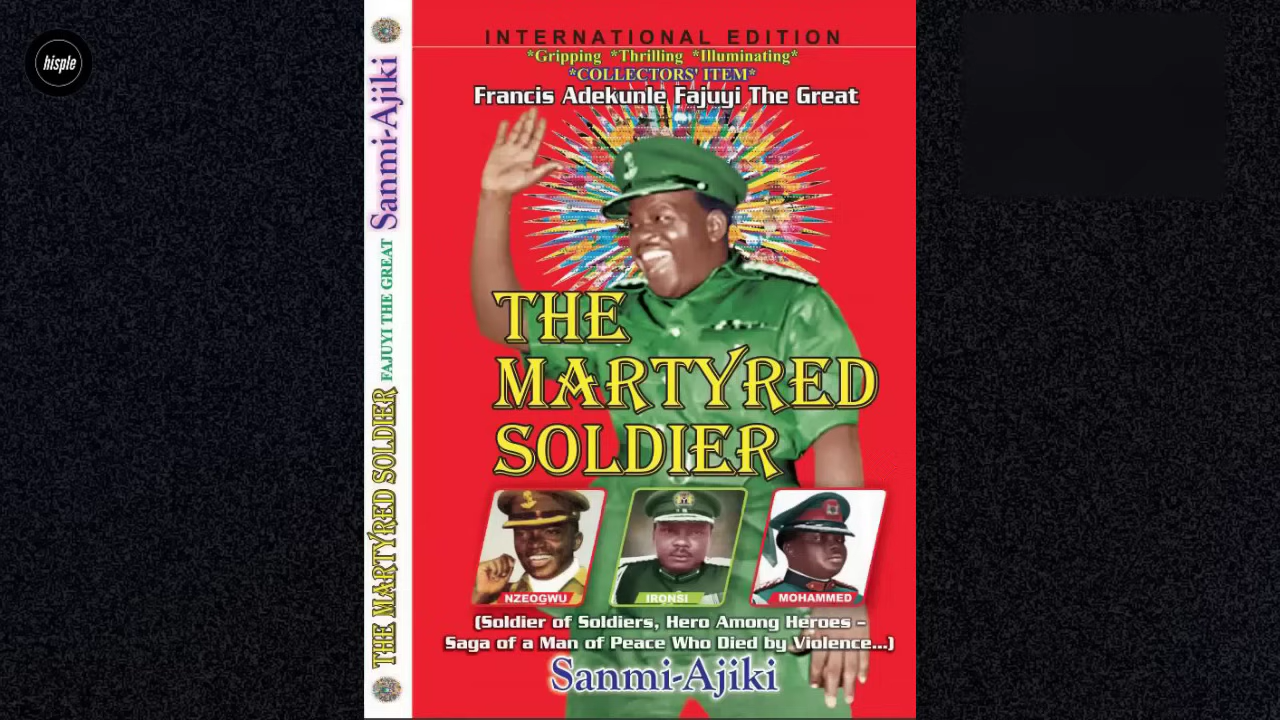 hisple
Sanmi-Ajiki
FAJUYI THE GREAT
THE MARTYRED SOLDIER
INTERNATIONAL EDITION
*Gripping *Thrilling *Illuminating*
*COLLECTORS' ITEM*
Francis Adekunle Fajuyi The Great
THE
MARTYRED
SOLDIER
NZEOGWU
IRONSI
MOHAMMED
(Soldier of Soldiers, Hero Among Heroes –
Saga of a Man of Peace Who Died by Violence...)
Sanmi-Ajiki